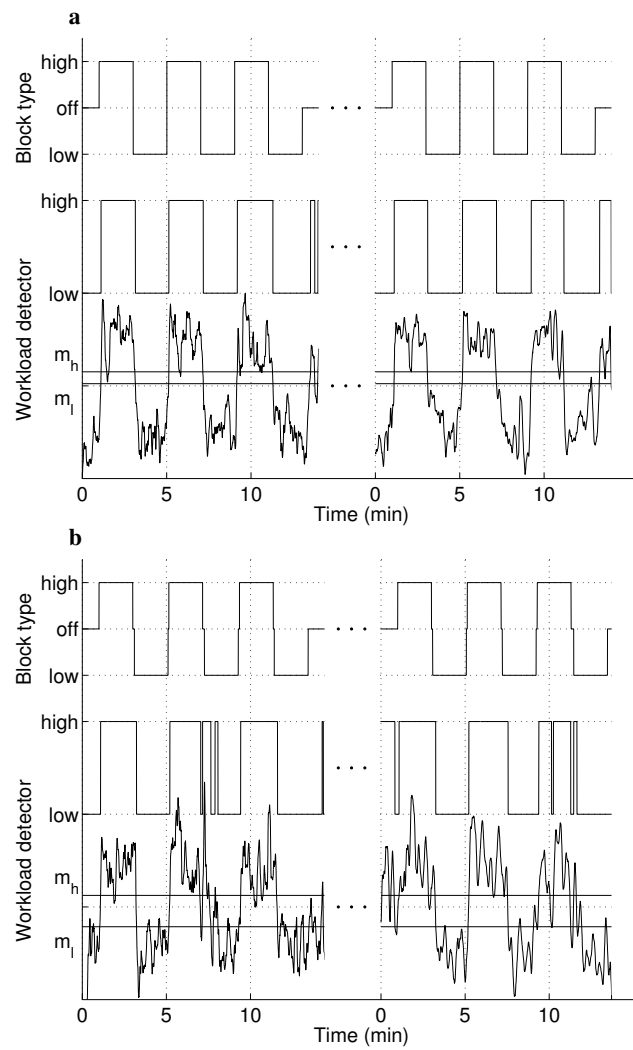 a
high
off
low
Block type
high
low
m_h
m_l
Workload detector
. . .
. . .
. . .
0 5 10 0 5 10
Time (min)
b
high
off
low
Block type
high
low
m_h
m_l
Workload detector
. . .
. . .
. . .
0 5 10 0 5 10
Time (min)